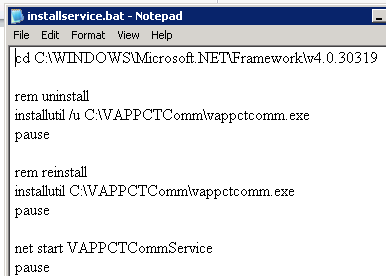 installservice.bat - Notepad
File Edit Format View Help
cd C:\WINDOWS\Microsoft.NET\Framework\v4.0.30319
rem uninstall
installutil /u C:\VAPPCTComm\vappctcomm.exe
pause
rem reinstall
installutil C:\VAPPCTComm\vappctcomm.exe
pause
net start VAPPCTCommService
pause